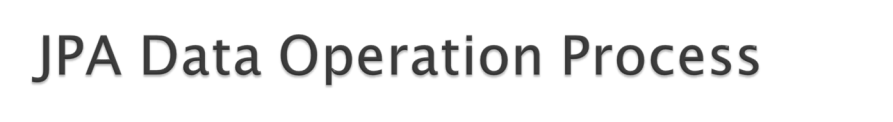 JPA Data Operation Process